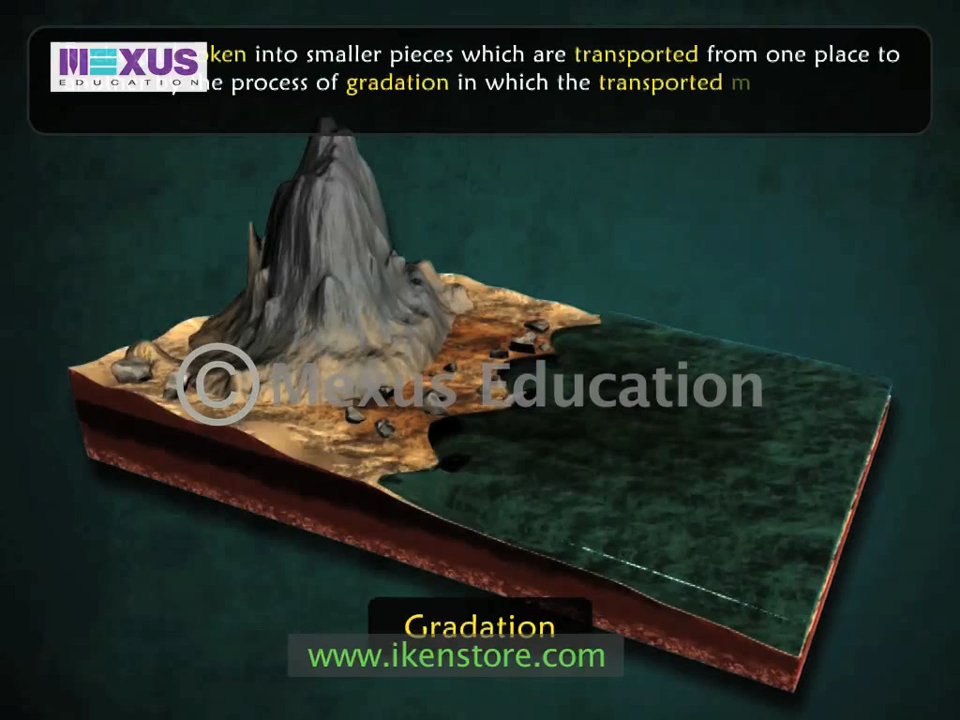 MEXUS
EDUCATION
into smaller pieces which are transported from one place to
process of gradation in which the transported m
© Mexus Education
Gradation
www.ikenstore.com